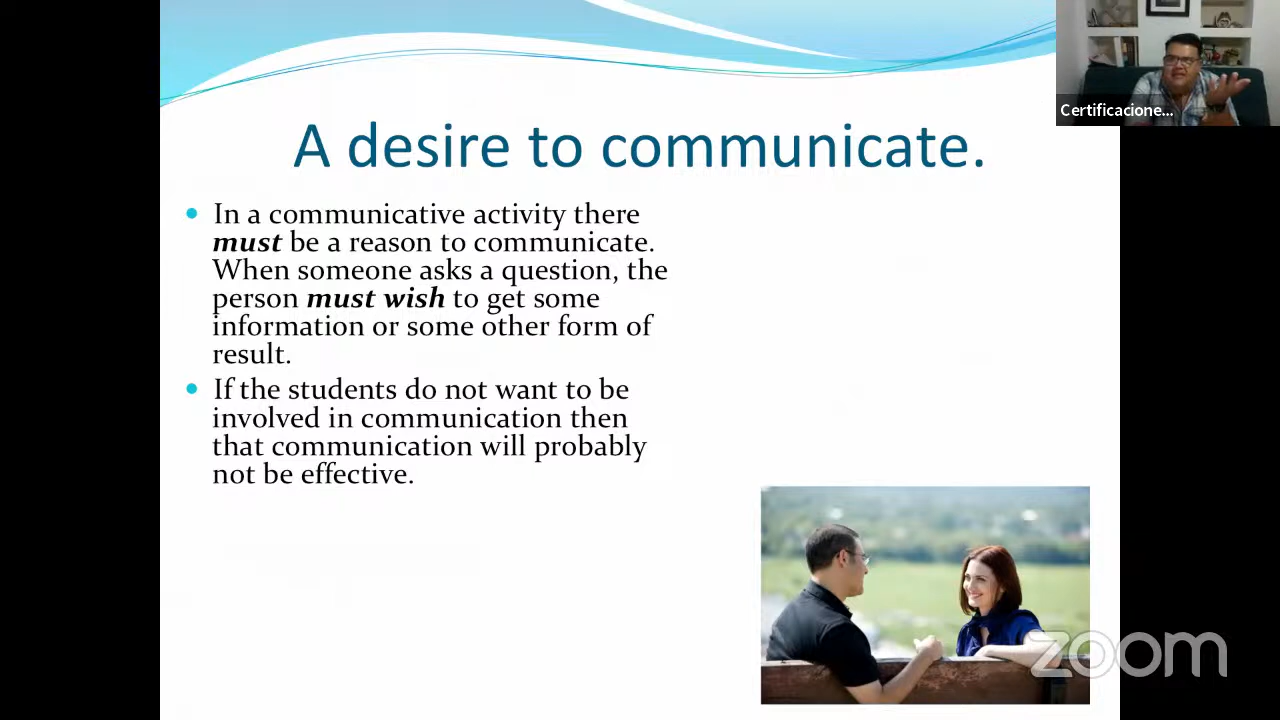 Certificacione...
A desire to communicate.
• In a communicative activity there
must be a reason to communicate.
When someone asks a question, the
person must wish to get some
information or some other form of
result.
• If the students do not want to be
involved in communication then
that communication will probably
not be effective.
zoom